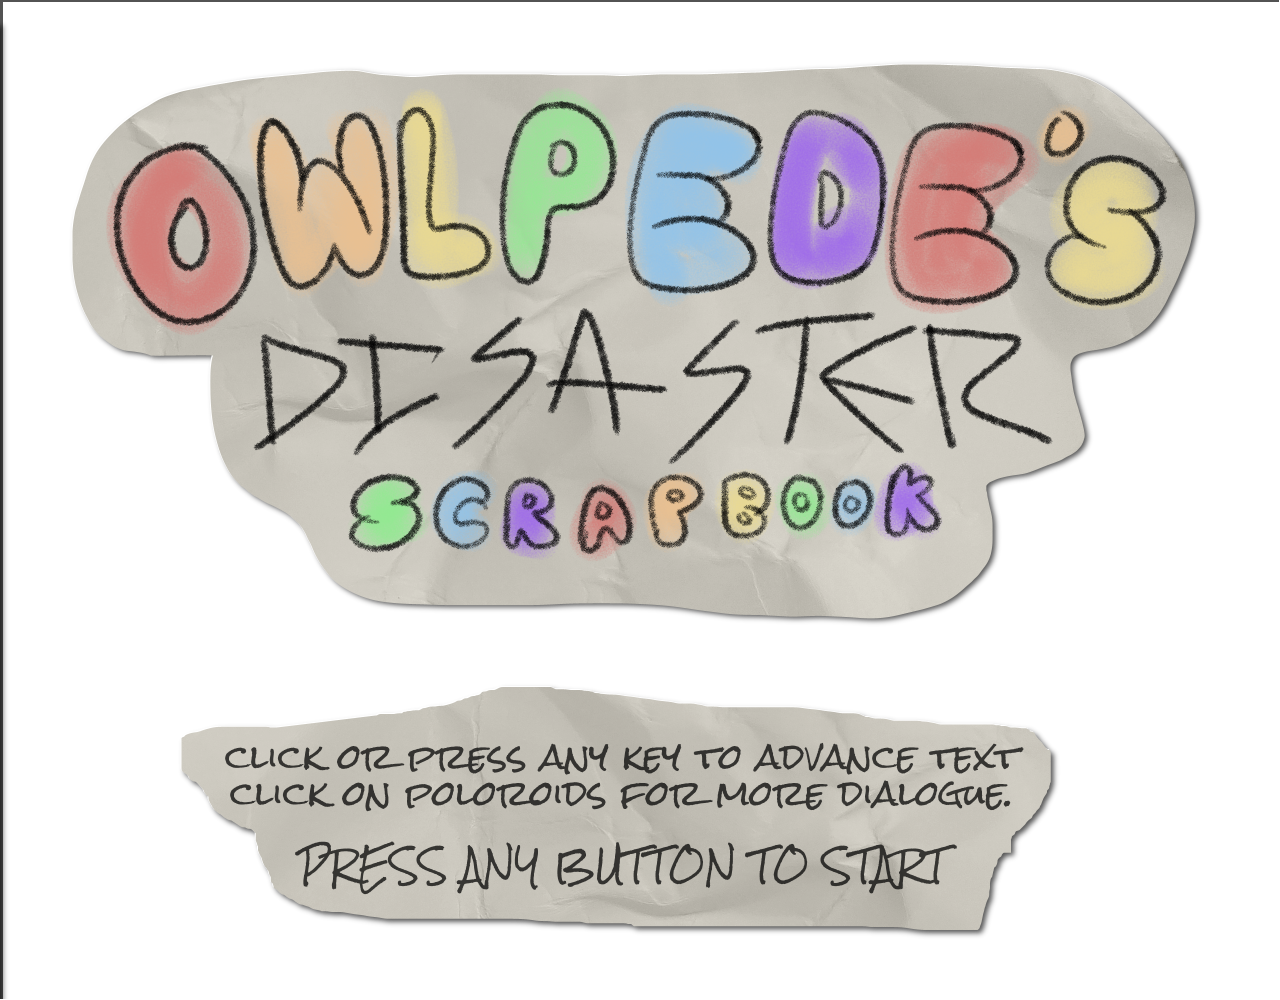 OWLPEDE'S
DISASTER
SCRAPBOOK
CLICK OR PRESS ANY KEY TO ADVANCE TEXT
CLICK ON POLOROIDS FOR MORE DIALOGUE.
PRESS ANY BUTTON TO START